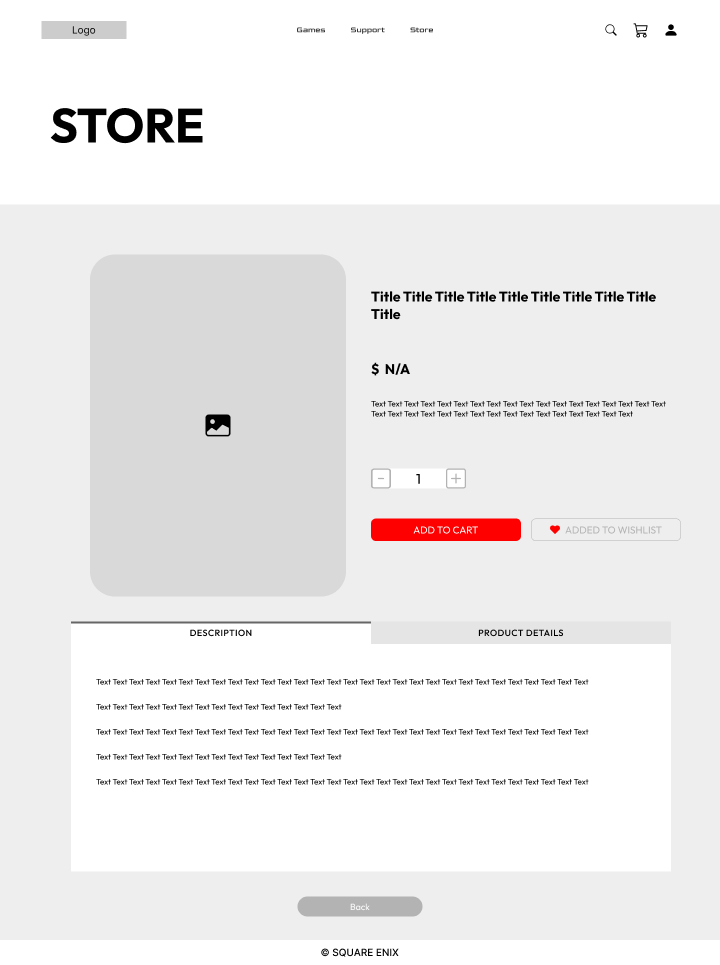 Logo
Games Support Store
STORE
Title Title Title Title Title Title Title Title Title
Title
$ N/A
Text Text Text Text Text Text Text Text Text Text Text Text Text Text Text Text Text Text
Text Text Text Text Text Text Text Text Text Text Text Text Text Text Text Text
- 1 +
ADD TO CART
ADDED TO WISHLIST
DESCRIPTION
PRODUCT DETAILS
Text Text Text Text Text Text Text Text Text Text Text Text Text Text Text Text Text Text Text Text Text Text Text Text Text Text Text Text Text Text
Text Text Text Text Text Text Text Text Text Text Text Text Text Text Text
Text Text Text Text Text Text Text Text Text Text Text Text Text Text Text Text Text Text Text Text Text Text Text Text Text Text Text Text Text Text
Text Text Text Text Text Text Text Text Text Text Text Text Text Text Text
Text Text Text Text Text Text Text Text Text Text Text Text Text Text Text Text Text Text Text Text Text Text Text Text Text Text Text Text Text Text
Back
© SQUARE ENIX